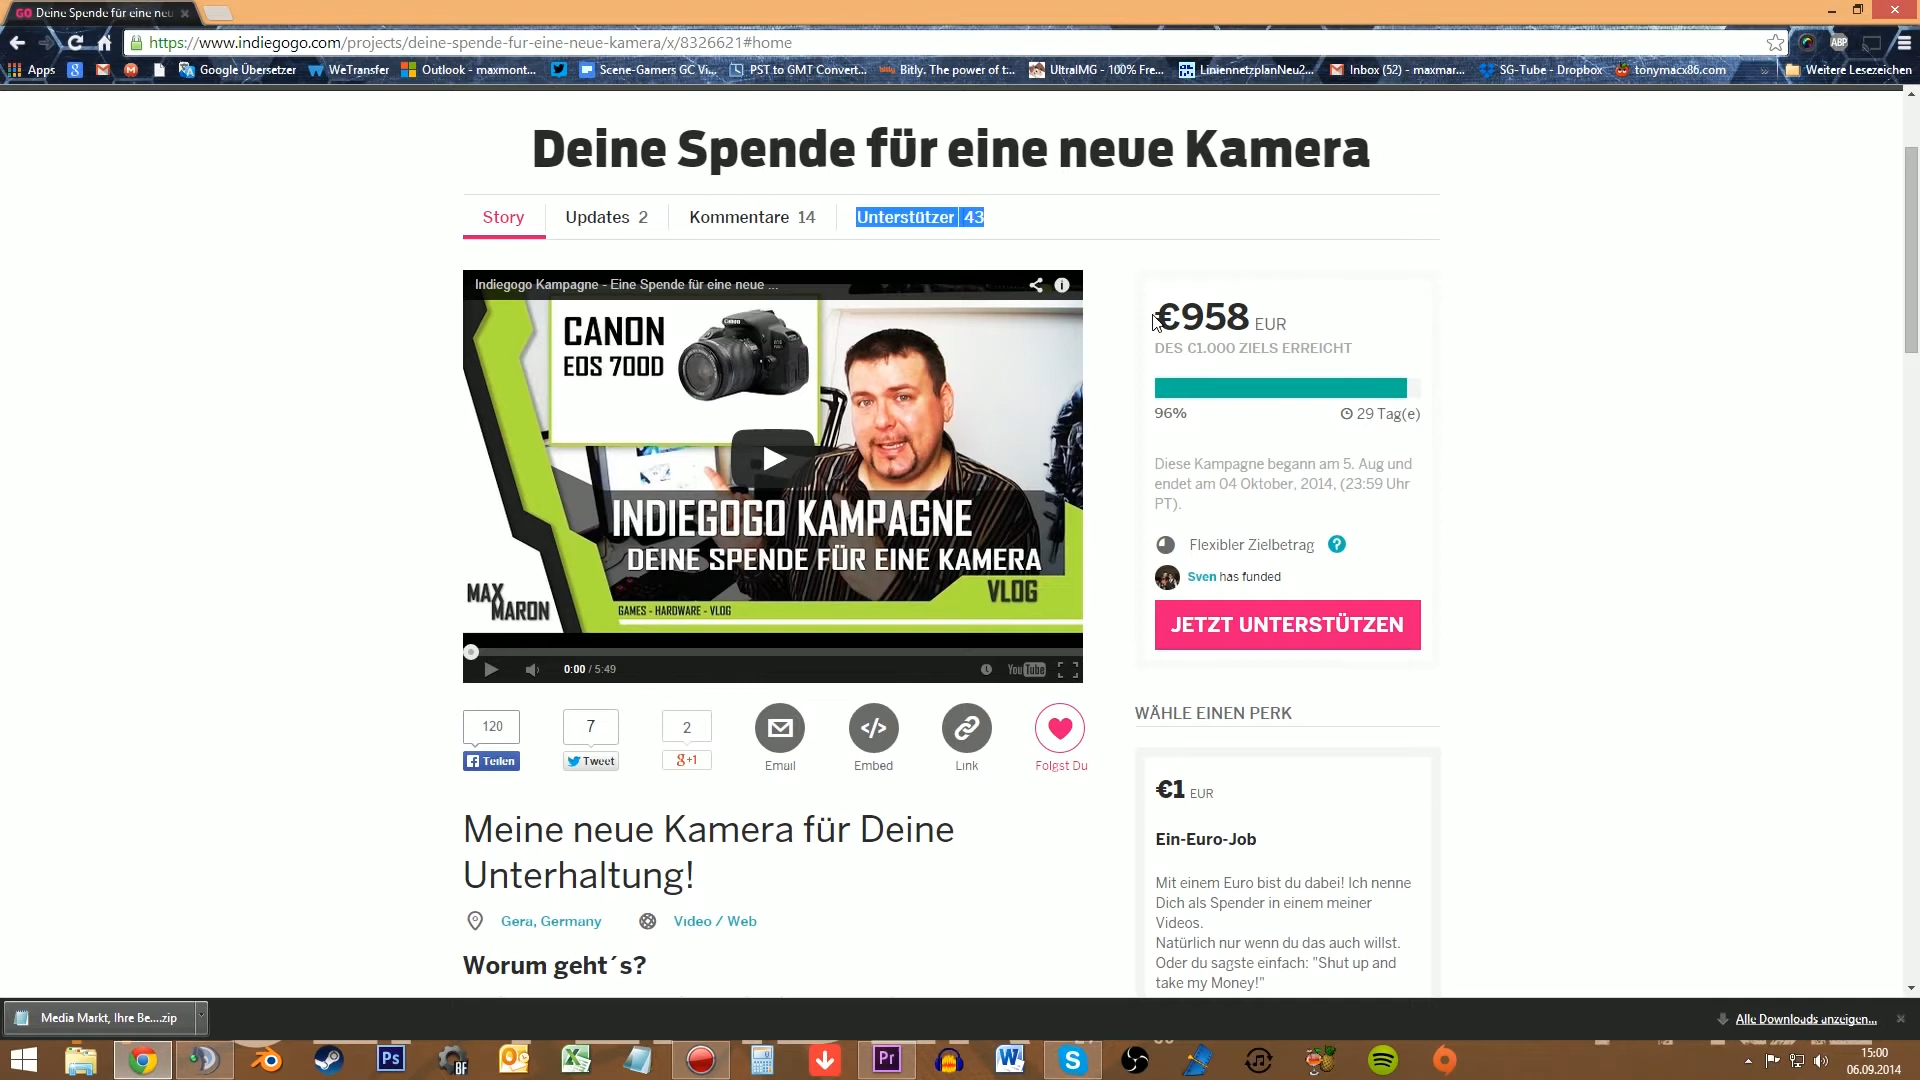 Deine Spende für eine neu
https://www.indiegogo.com/projects/deine-spende-fur-eine-neue-kamera/x/8326621#home
ABP
Apps
Google Übersetzer
WeTransfer
Outlook - maxmont...
Scene-Gamers GC Vi...
PST to GMT Convert...
Bitly. The power of t...
UltraIMG - 100% Fre...
LiniennetzplanNeu2...
Inbox (52) - maxmar...
SG-Tube - Dropbox
tonymacx86.com
»
Weitere Lesezeichen
Deine Spende für eine neue Kamera
Story
Updates 2
Kommentare 14
Unterstützer 43
Indiegogo Kampagne - Eine Spende für eine neue ...
CANON
EOS 700D
INDIEGOGO KAMPAGNE
DEINE SPENDE FÜR EINE KAMERA
VLOG
MAX
MARON
GAMES - HARDWARE - VLOG
0:00 / 5:49
YouTube
€958 EUR
DES €1.000 ZIELS ERREICHT
96%
29 Tag(e)
Diese Kampagne begann am 5. Aug und
endet am 04 Oktober, 2014, (23:59 Uhr
PT).
Flexibler Zielbetrag ?
Sven has funded
JETZT UNTERSTÜTZEN
120
Teilen
7
Tweet
2
g+1
Email
Embed
Link
Folgst Du
WÄHLE EINEN PERK
€1 EUR
Ein-Euro-Job
Mit einem Euro bist du dabei! Ich nenne
Dich als Spender in einem meiner
Videos.
Natürlich nur wenn du das auch willst.
Oder du sagste einfach: "Shut up and
take my Money!"
Meine neue Kamera für Deine
Unterhaltung!
Gera, Germany
Video / Web
Worum geht´s?
Media Markt, Ihre Be....zip
Alle Downloads anzeigen...
Ps
BF
Pr
15:00
06.09.2014